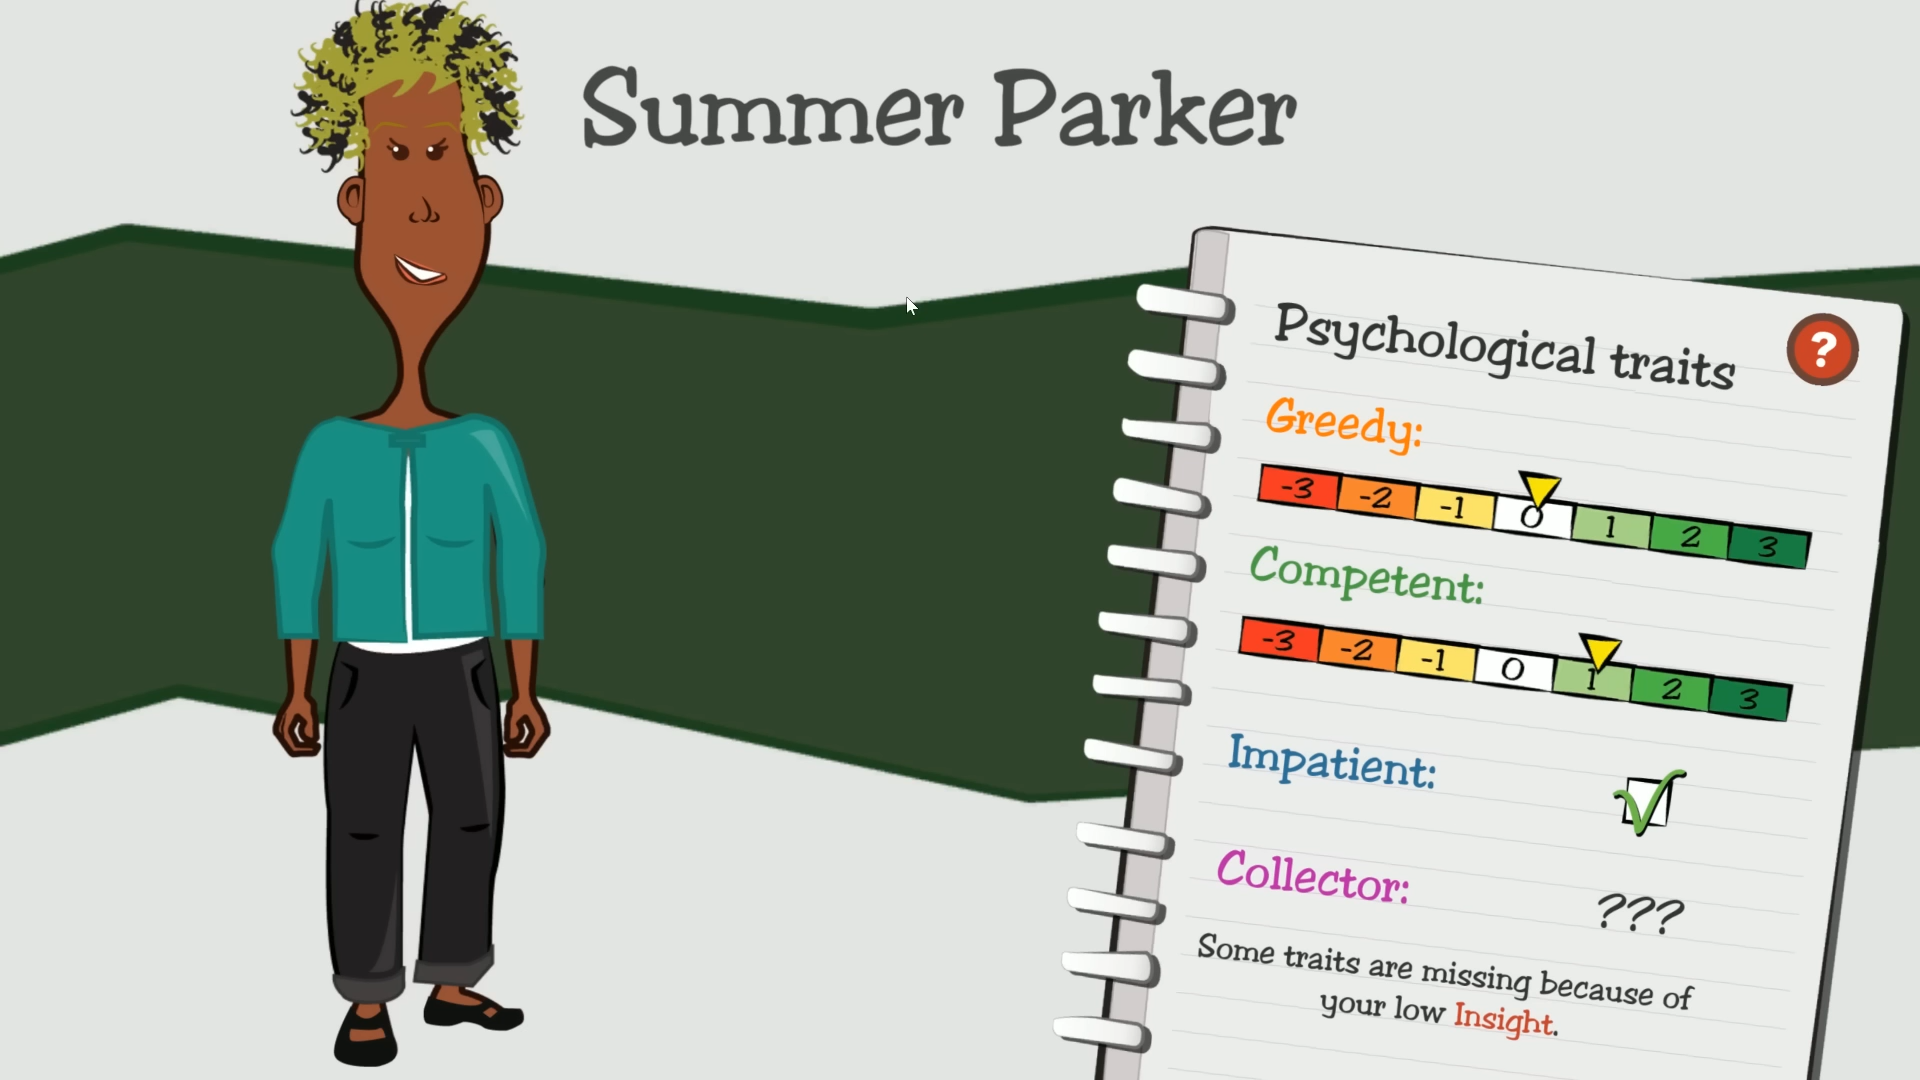 Summer Parker
Psychological traits
?
Greedy:
-3 -2 -1 0 1 2 3
Competent:
-3 -2 -1 0 1 2 3
Impatient:
Collector: ???
Some traits are missing because of
your low Insight.